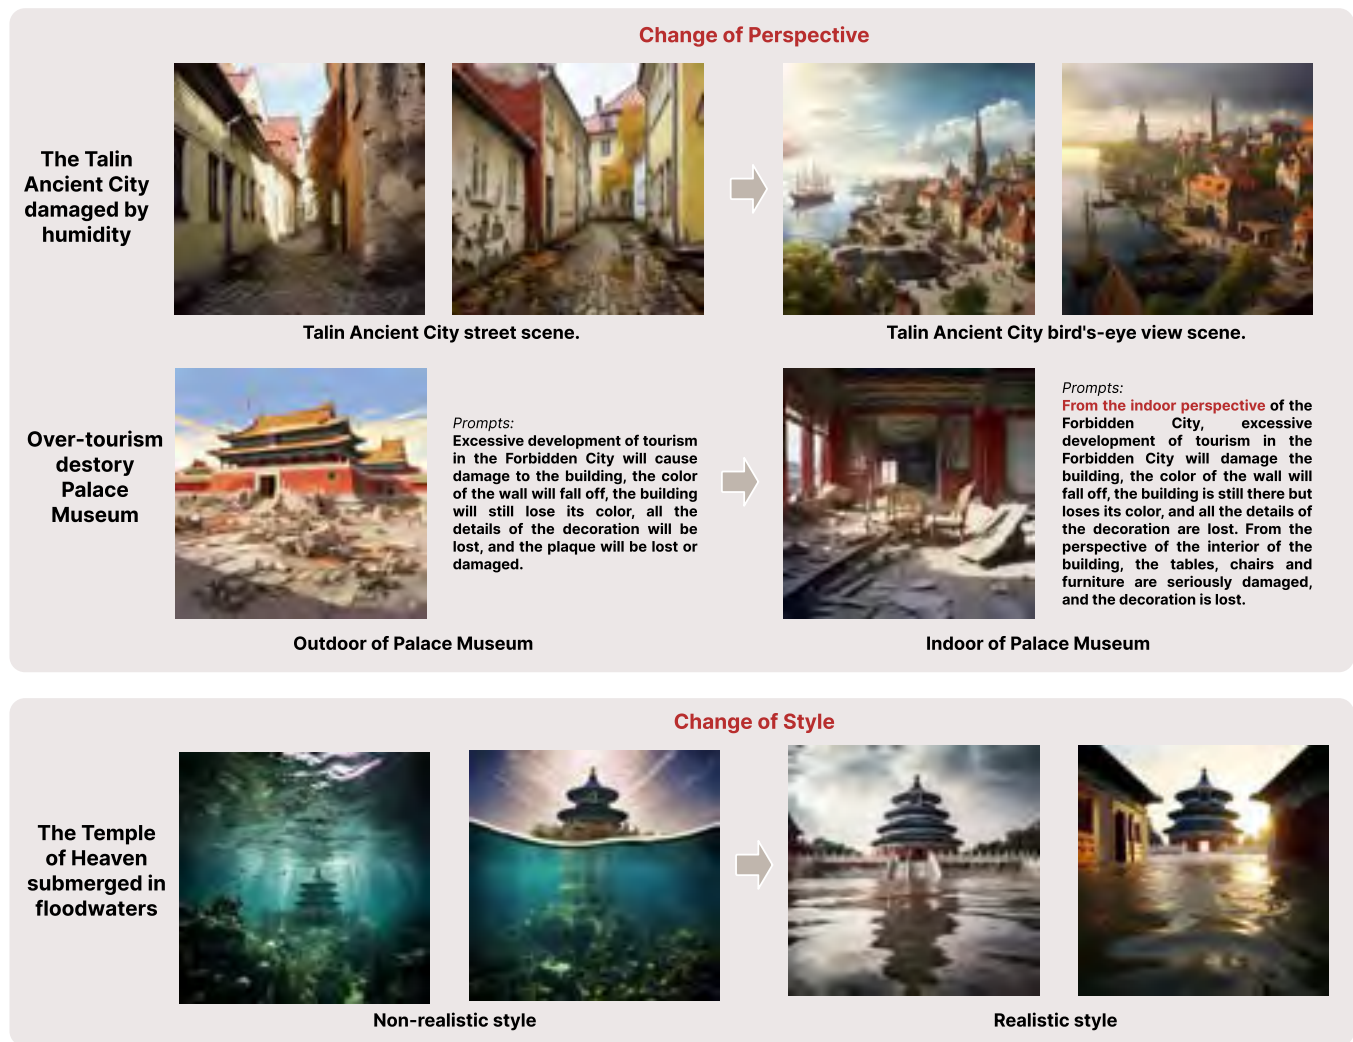 Change of Perspective
The Talin
Ancient City
damaged by
humidity
Talin Ancient City street scene.
Talin Ancient City bird's-eye view scene.
Over-tourism
destory
Palace
Museum
Prompts:
Excessive development of tourism
in the Forbidden City will cause
damage to the building, the color
of the wall will fall off, the building
will still lose its color, all the
details of the decoration will be
lost, and the plaque will be lost or
damaged.
Prompts:
From the indoor perspective of the
Forbidden City, excessive
development of tourism in the
Forbidden City will damage the
building, the color of the wall will
fall off, the building is still there but
loses its color, and all the details of
the decoration are lost. From the
perspective of the interior of the
building, the tables, chairs and
furniture are seriously damaged,
and the decoration is lost.
Outdoor of Palace Museum
Indoor of Palace Museum
Change of Style
The Temple
of Heaven
submerged in
floodwaters
Non-realistic style
Realistic style